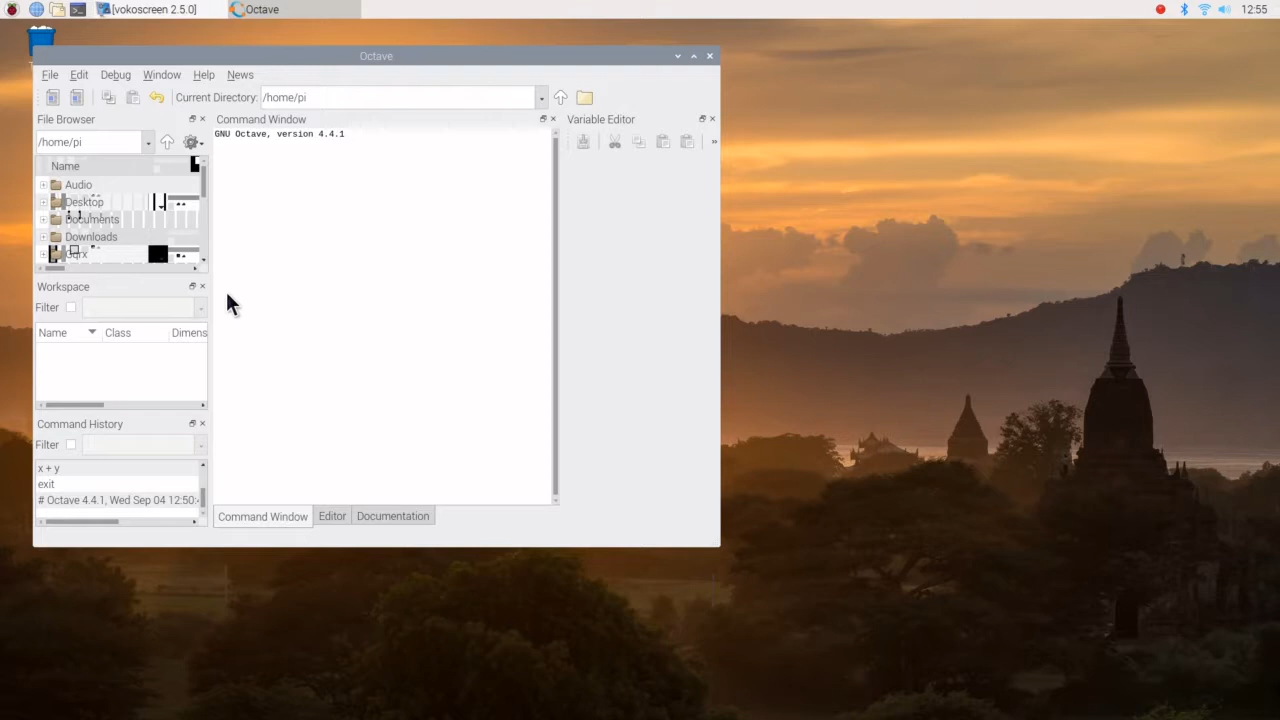 [vokoscreen 2.5.0]
Octave
12:55
Octave
File Edit Debug Window Help News
Current Directory: /home/pi
File Browser
/home/pi
Name
Audio
Desktop
Documents
Downloads
Gqrx
Workspace
Filter
Name Class Dimens
Command History
Filter
x + y
exit
# Octave 4.4.1, Wed Sep 04 12:50:
Command Window
GNU Octave, version 4.4.1
Command Window Editor Documentation
Variable Editor
»